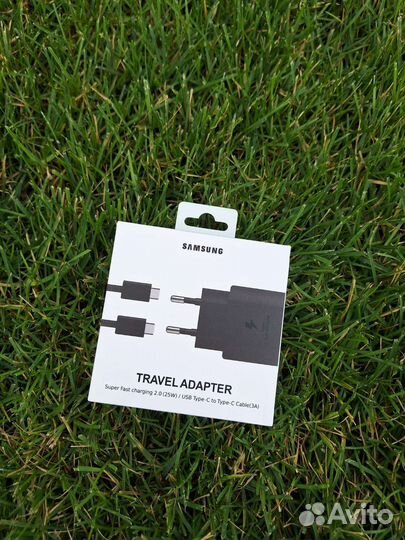 SAMSUNG
TRAVEL ADAPTER
Super Fast charging 2.0 (25W) / USB Type-C to Type-C Cable(3A)
Avito